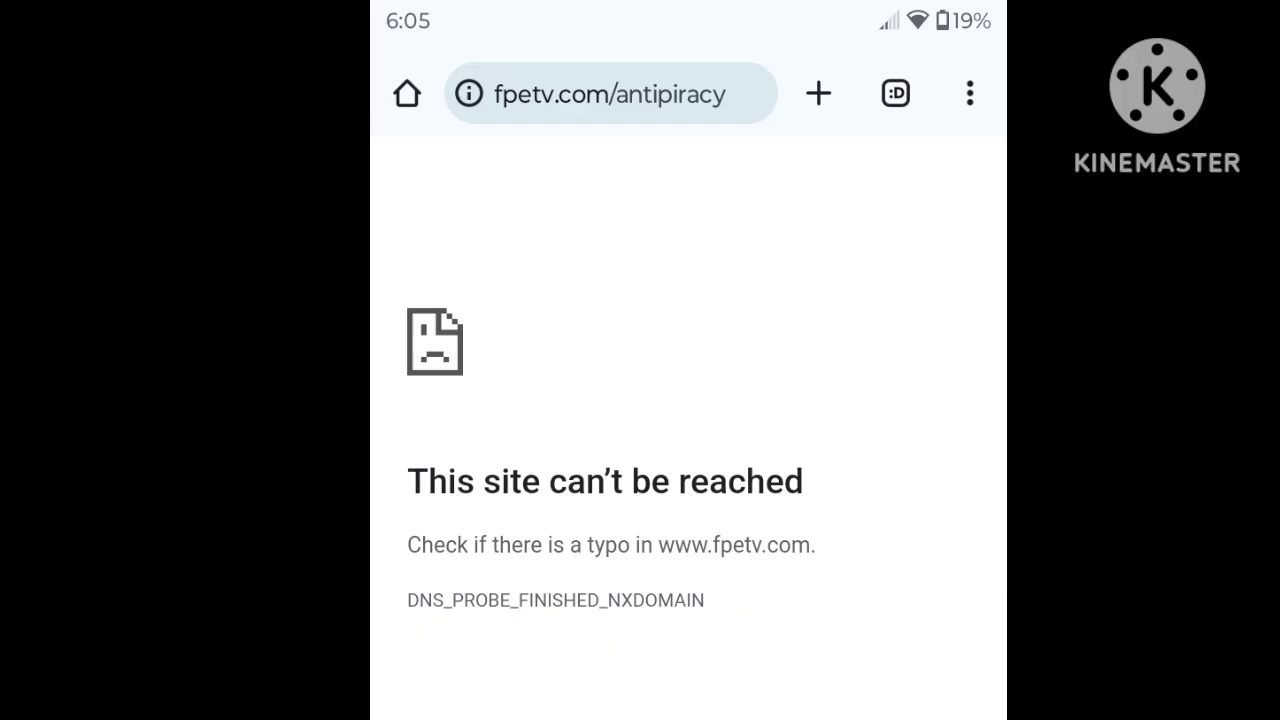 6:05
19%
fpetv.com/antipiracy
:D
K
KINEMASTER
This site can’t be reached
Check if there is a typo in www.fpetv.com.
DNS_PROBE_FINISHED_NXDOMAIN